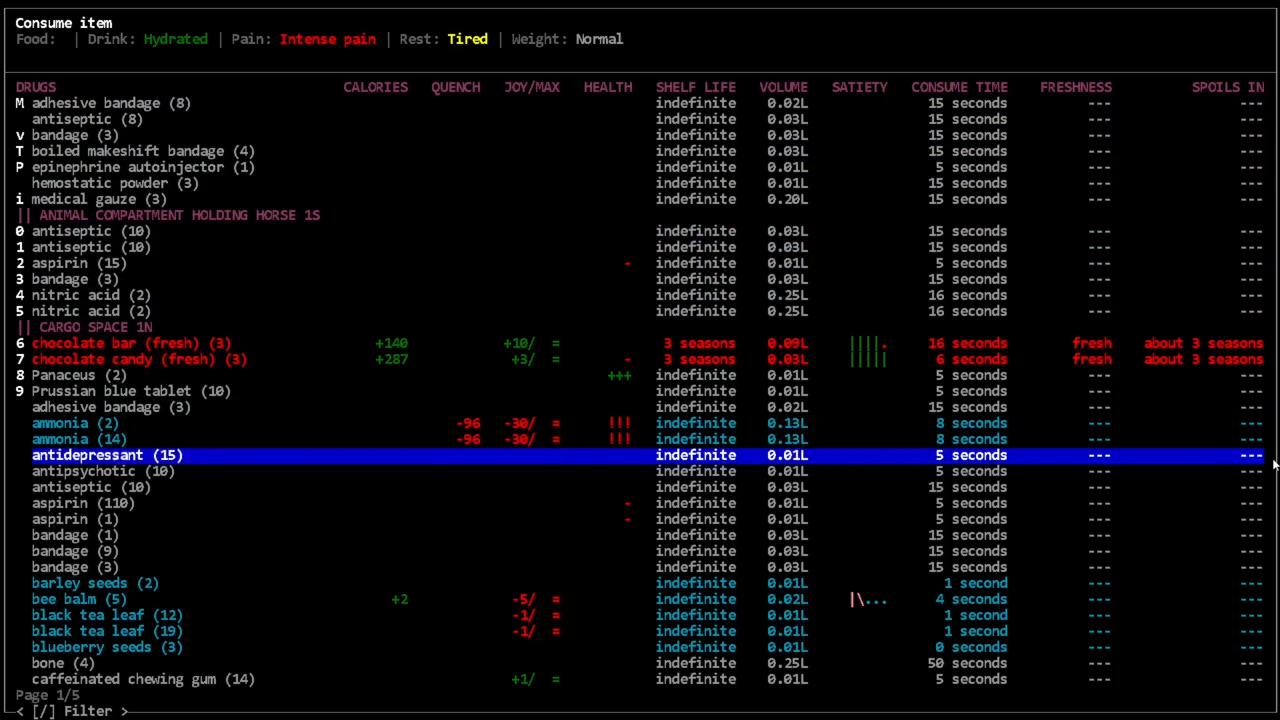 Consume item
Food:  | Drink: Hydrated | Pain: Intense pain | Rest: Tired | Weight: Normal
DRUGS CALORIES QUENCH JOY/MAX HEALTH SHELF LIFE VOLUME SATIETY CONSUME TIME FRESHNESS SPOILS IN
M adhesive bandage (8) indefinite 0.02L 15 seconds --- ---
antiseptic (8) indefinite 0.03L 15 seconds --- ---
v bandage (3) indefinite 0.03L 15 seconds --- ---
T boiled makeshift bandage (4) indefinite 0.03L 15 seconds --- ---
P epinephrine autoinjector (1) indefinite 0.01L 5 seconds --- ---
hemostatic powder (3) indefinite 0.01L 15 seconds --- ---
i medical gauze (3) indefinite 0.20L 15 seconds --- ---
|| ANIMAL COMPARTMENT HOLDING HORSE 1S
0 antiseptic (10) indefinite 0.03L 15 seconds --- ---
1 antiseptic (10) indefinite 0.03L 15 seconds --- ---
2 aspirin (15) - indefinite 0.01L 5 seconds --- ---
3 bandage (3) indefinite 0.03L 15 seconds --- ---
4 nitric acid (2) indefinite 0.25L 16 seconds --- ---
5 nitric acid (2) indefinite 0.25L 16 seconds --- ---
|| CARGO SPACE 1N
6 chocolate bar (fresh) (3) +140 +10/ = 3 seasons 0.09L ||||. 16 seconds fresh about 3 seasons
7 chocolate candy (fresh) (3) +287 +3/ = - 3 seasons 0.03L ||||| 6 seconds fresh about 3 seasons
8 Panaceus (2) +++ indefinite 0.01L 5 seconds --- ---
9 Prussian blue tablet (10) indefinite 0.01L 5 seconds --- ---
adhesive bandage (3) indefinite 0.02L 15 seconds --- ---
ammonia (2) -96 -30/ = !!! indefinite 0.13L 8 seconds --- ---
ammonia (14) -96 -30/ = !!! indefinite 0.13L 8 seconds --- ---
antidepressant (15) indefinite 0.01L 5 seconds --- ---
antipsychotic (10) indefinite 0.01L 5 seconds --- ---
antiseptic (10) indefinite 0.03L 15 seconds --- ---
aspirin (110) - indefinite 0.01L 5 seconds --- ---
aspirin (1) - indefinite 0.01L 5 seconds --- ---
bandage (1) indefinite 0.03L 15 seconds --- ---
bandage (9) indefinite 0.03L 15 seconds --- ---
bandage (3) indefinite 0.03L 15 seconds --- ---
barley seeds (2) indefinite 0.01L 1 second --- ---
bee balm (5) +2 -5/ = indefinite 0.02L |\... 4 seconds --- ---
black tea leaf (12) -1/ = indefinite 0.01L 1 second --- ---
black tea leaf (19) -1/ = indefinite 0.01L 1 second --- ---
blueberry seeds (3) indefinite 0.01L 0 seconds --- ---
bone (4) indefinite 0.25L 50 seconds --- ---
caffeinated chewing gum (14) +1/ = indefinite 0.01L 5 seconds --- ---
Page 1/5
< [/] Filter >